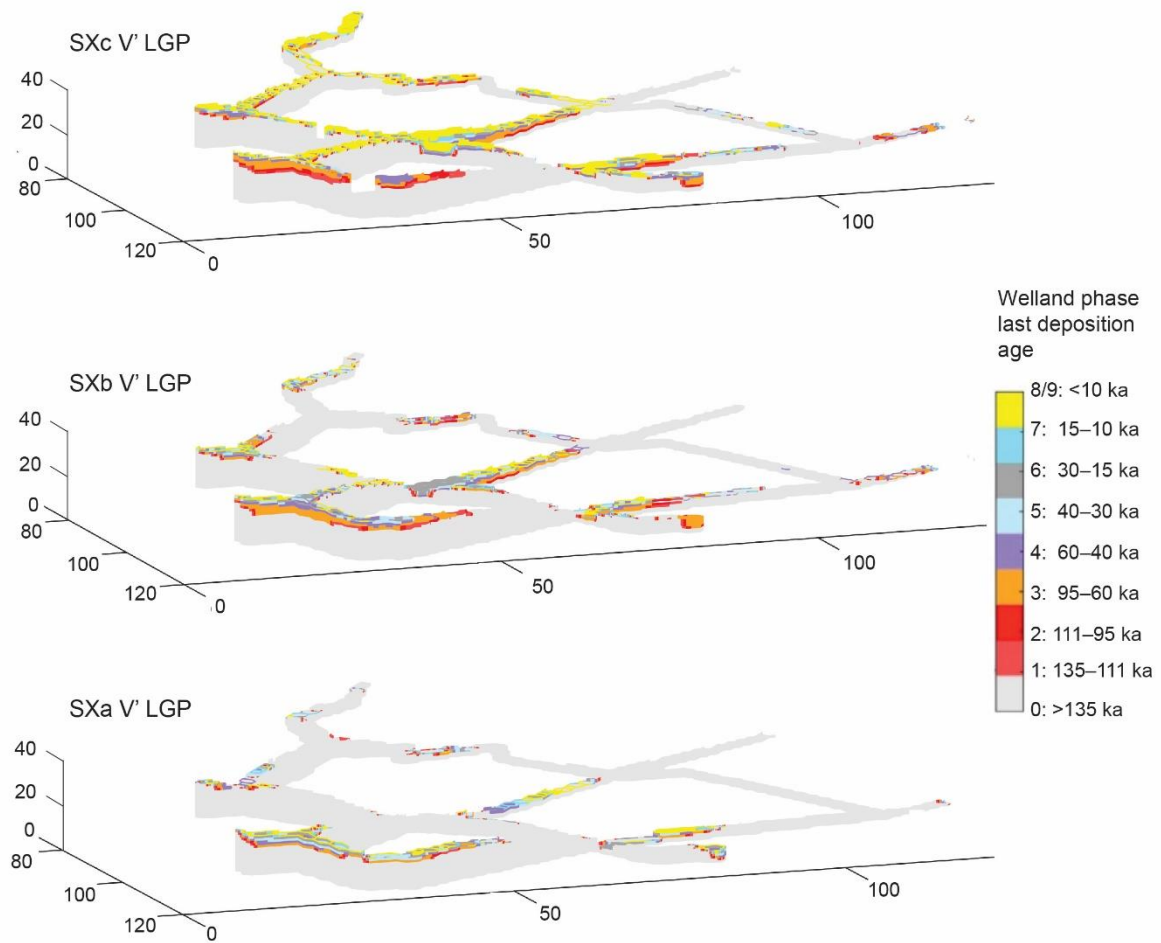 SXc V' LGP
40
20
0
80
100
120
0
50
100
SXb V' LGP
40
20
0
80
100
120
0
50
100
Welland phase
last deposition
age
8/9: <10 ka
7: 15–10 ka
6: 30–15 ka
5: 40–30 ka
4: 60–40 ka
3: 95–60 ka
2: 111–95 ka
1: 135–111 ka
0: >135 ka
SXa V' LGP
40
20
0
80
100
120
0
50
100